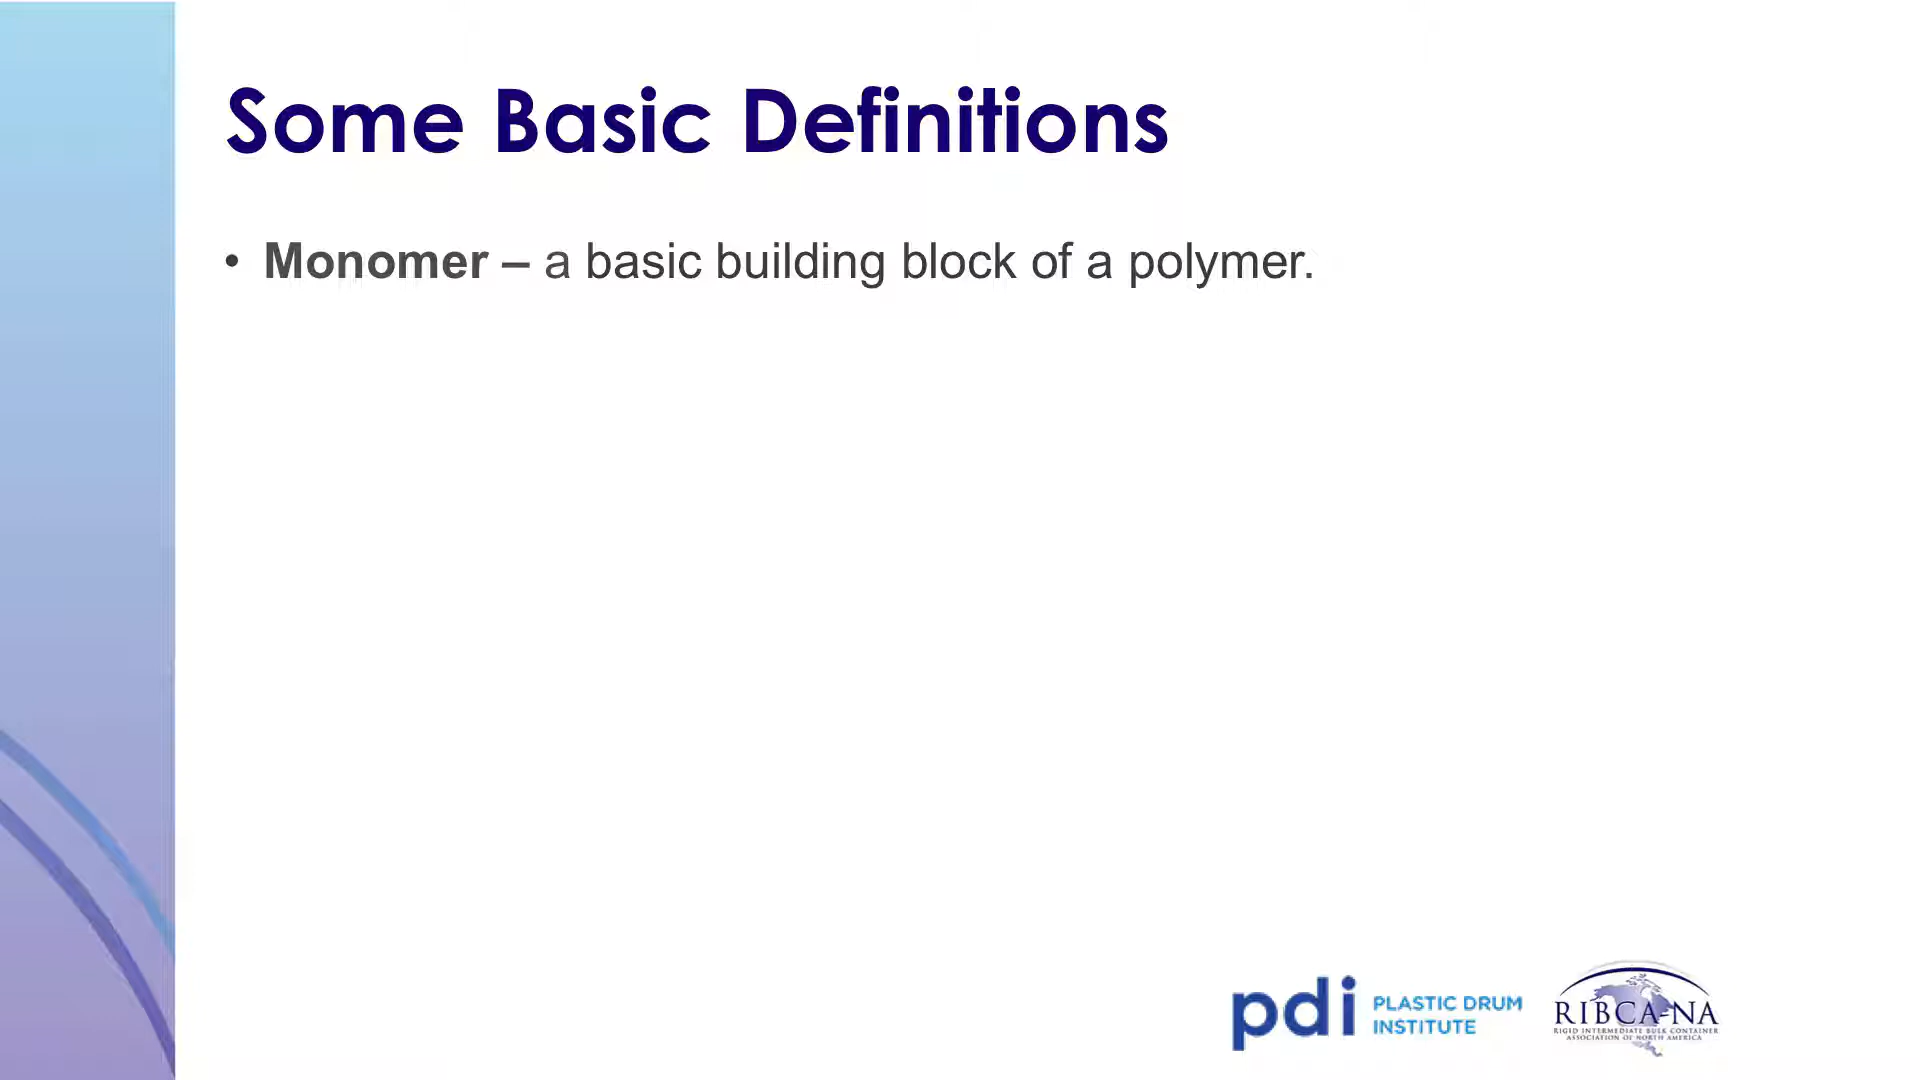 Some Basic Definitions
• Monomer – a basic building block of a polymer.
pdi PLASTIC DRUM
INSTITUTE
RIBCA-NA
RIGID INTERMEDIATE BULK CONTAINER
ASSOCIATION OF NORTH AMERICA